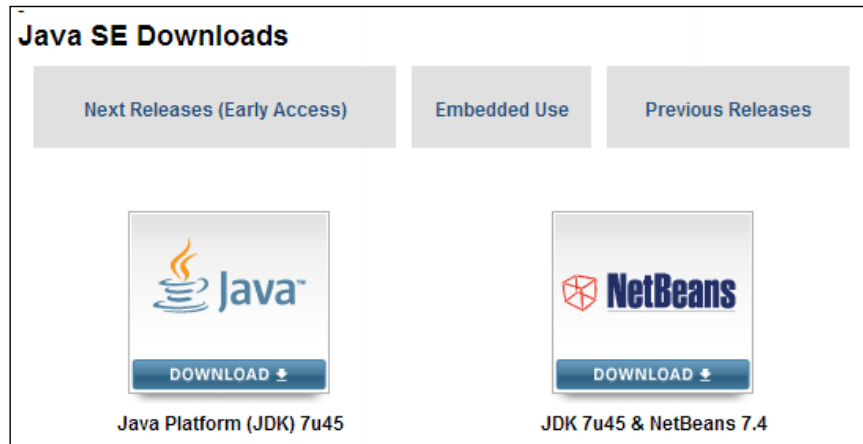 Java SE Downloads
Next Releases (Early Access) Embedded Use Previous Releases
Java™ NetBeans
DOWNLOAD DOWNLOAD
Java Platform (JDK) 7u45 JDK 7u45 & NetBeans 7.4